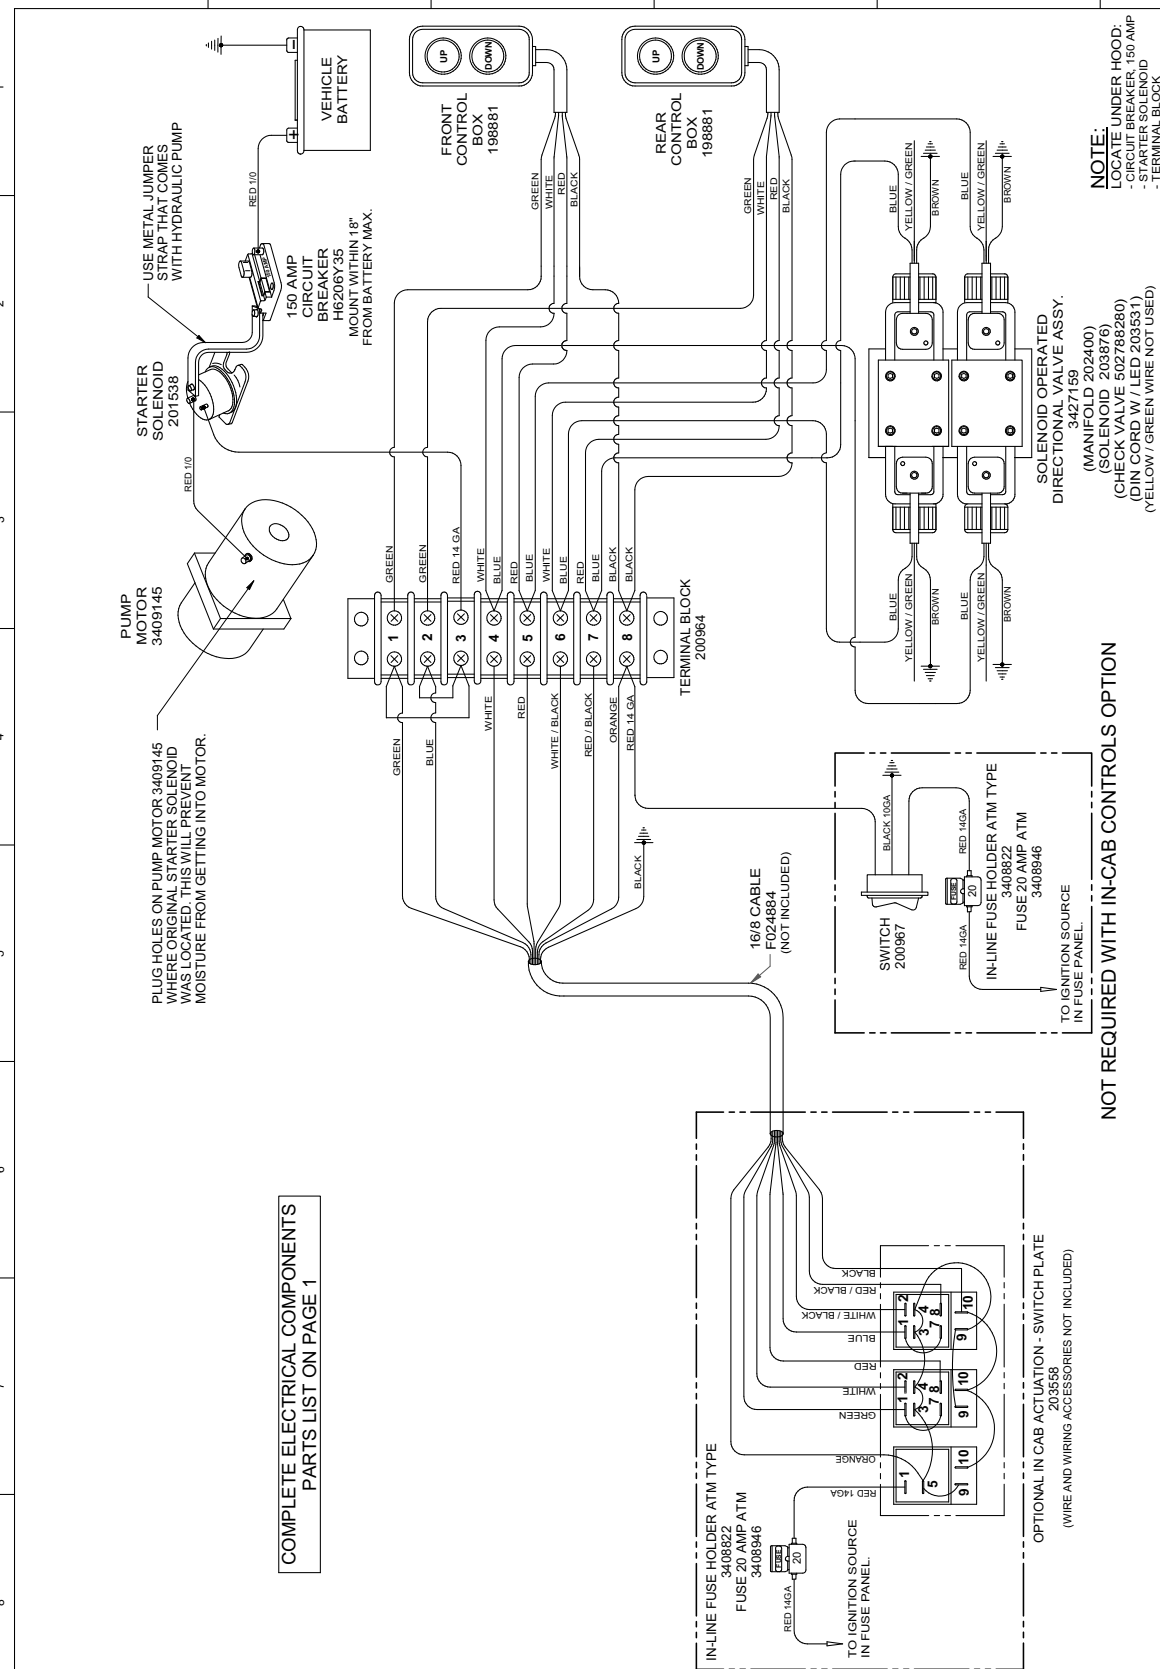 COMPLETE ELECTRICAL COMPONENTS
PARTS LIST ON PAGE 1
PLUG HOLES ON PUMP MOTOR 3409145
WHERE ORIGINAL STARTER SOLENOID
WAS LOCATED. THIS WILL PREVENT
MOISTURE FROM GETTING INTO MOTOR.
PUMP
MOTOR
3409145
RED 1/0
STARTER
SOLENOID
201538
USE METAL JUMPER
STRAP THAT COMES
WITH HYDRAULIC PUMP
150 AMP
CIRCUIT
BREAKER
H6206Y35
MOUNT WITHIN 18"
FROM BATTERY MAX.
RED 1/0
VEHICLE
BATTERY
+
-
UP
DOWN
FRONT
CONTROL
BOX
198881
GREEN
WHITE
RED
BLACK
UP
DOWN
REAR
CONTROL
BOX
198881
GREEN
WHITE
RED
BLACK
GREEN
GREEN
RED 14 GA
WHITE
BLUE
RED
BLUE
WHITE
BLUE
RED
BLUE
BLACK
BLACK
1
2
3
4
5
6
7
8
TERMINAL BLOCK
200964
GREEN
BLUE
WHITE
RED
WHITE / BLACK
RED / BLACK
ORANGE
RED 14 GA
BLACK
16/8 CABLE
F024884
(NOT INCLUDED)
BLUE
YELLOW / GREEN
BROWN
BLUE
YELLOW / GREEN
BROWN
BLUE
YELLOW / GREEN
BROWN
BLUE
YELLOW / GREEN
BROWN
SOLENOID OPERATED
DIRECTIONAL VALVE ASSY.
3427159
(MANIFOLD 202400)
(SOLENOID 203876)
(CHECK VALVE 502788280)
(DIN CORD W / LED 203531)
(YELLOW / GREEN WIRE NOT USED)
NOTE:
LOCATE UNDER HOOD:
- CIRCUIT BREAKER, 150 AMP
- STARTER SOLENOID
- TERMINAL BLOCK
BLACK 10GA
SWITCH
200967
RED 14GA
FUSE
20
RED 14GA
IN-LINE FUSE HOLDER ATM TYPE
3408822
FUSE 20 AMP ATM
3408946
TO IGNITION SOURCE
IN FUSE PANEL.
NOT REQUIRED WITH IN-CAB CONTROLS OPTION
IN-LINE FUSE HOLDER ATM TYPE
3408822
FUSE 20 AMP ATM
3408946
RED 14GA
FUSE
20
TO IGNITION SOURCE
IN FUSE PANEL.
RED 14GA
ORANGE
GREEN
WHITE
RED
BLUE
WHITE / BLACK
RED / BLACK
BLACK
1
5
9
10
1
2
3
4
7
8
9
10
1
2
3
4
7
8
9
10
OPTIONAL IN CAB ACTUATION - SWITCH PLATE
203558
(WIRE AND WIRING ACCESSORIES NOT INCLUDED)
2
6
7
8